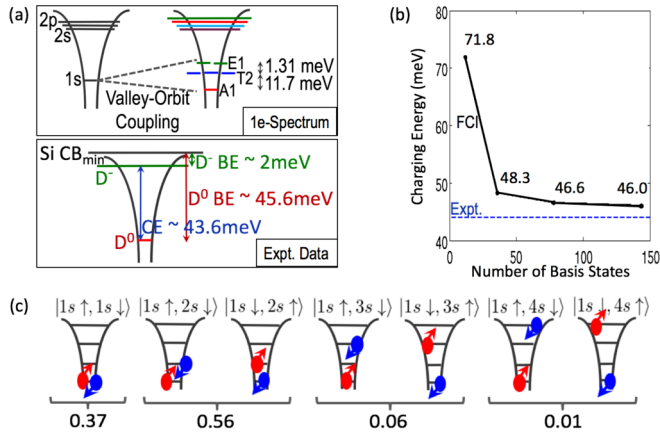 (a)
2p
2s
1s
E1
T2
A1
1.31 meV
11.7 meV
Valley-Orbit
Coupling
1e-Spectrum
Si CBmin
D-
D- BE ~ 2meV
D0 BE ~ 45.6meV
CE ~ 43.6meV
D0
Expt. Data
(b)
Charging Energy (meV)
80
70
60
50
40
71.8
FCI
48.3
46.6
46.0
Expt.
0
50
100
150
Number of Basis States
(c)
|1s ↑, 1s ↓⟩
|1s ↑, 2s ↓⟩
|1s ↓, 2s ↑⟩
|1s ↑, 3s ↓⟩
|1s ↓, 3s ↑⟩
|1s ↑, 4s ↓⟩
|1s ↓, 4s ↑⟩
0.37
0.56
0.06
0.01